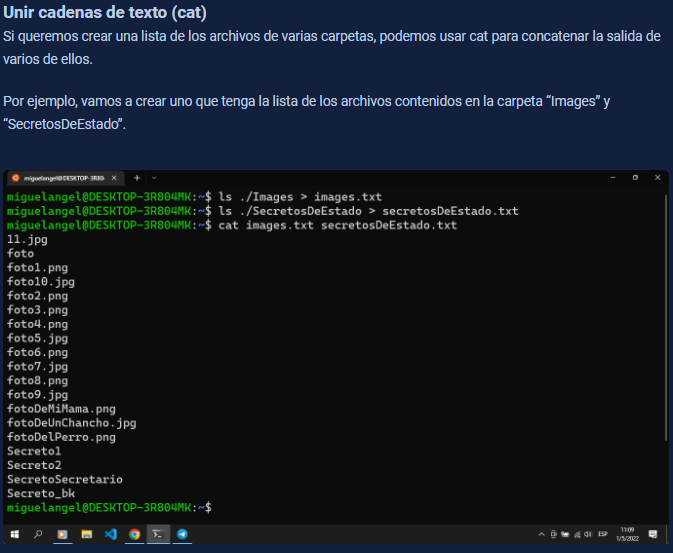 Unir cadenas de texto (cat)
Si queremos crear una lista de los archivos de varias carpetas, podemos usar cat para concatenar la salida de
varios de ellos.
Por ejemplo, vamos a crear uno que tenga la lista de los archivos contenidos en la carpeta “Images” y
“SecretosDeEstado”.
miguelangel@DESKTOP-3R804
miguelangel@DESKTOP-3R804MK:~$ ls ./Images > images.txt
miguelangel@DESKTOP-3R804MK:~$ ls ./SecretosDeEstado > secretosDeEstado.txt
miguelangel@DESKTOP-3R804MK:~$ cat images.txt secretosDeEstado.txt
11.jpg
foto
foto1.png
foto10.jpg
foto2.png
foto3.png
foto4.png
foto5.jpg
foto6.png
foto7.jpg
foto8.png
foto9.jpg
fotoDeMiMama.png
fotoDeUnChancho.jpg
fotoDelPerro.png
Secreto1
Secreto2
SecretoSecretario
Secreto_bk
miguelangel@DESKTOP-3R804MK:~$
ESP
11:09
1/5/2022